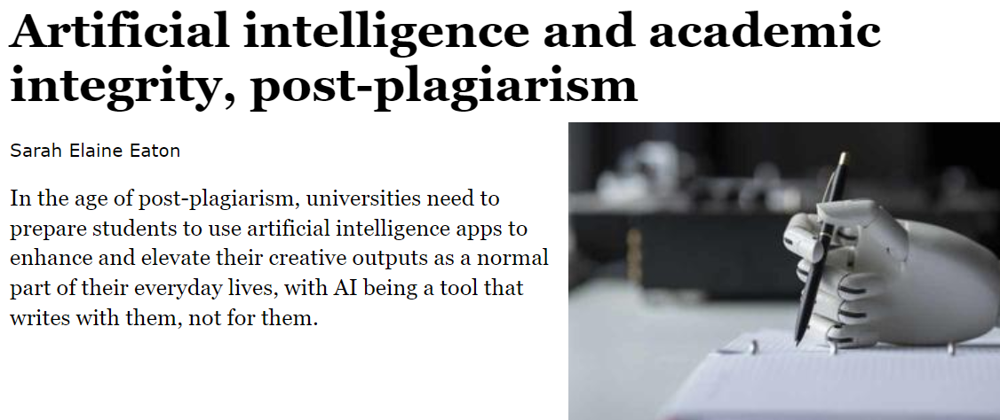 Artificial intelligence and academic
integrity, post-plagiarism
Sarah Elaine Eaton
In the age of post-plagiarism, universities need to
prepare students to use artificial intelligence apps to
enhance and elevate their creative outputs as a normal
part of their everyday lives, with AI being a tool that
writes with them, not for them.